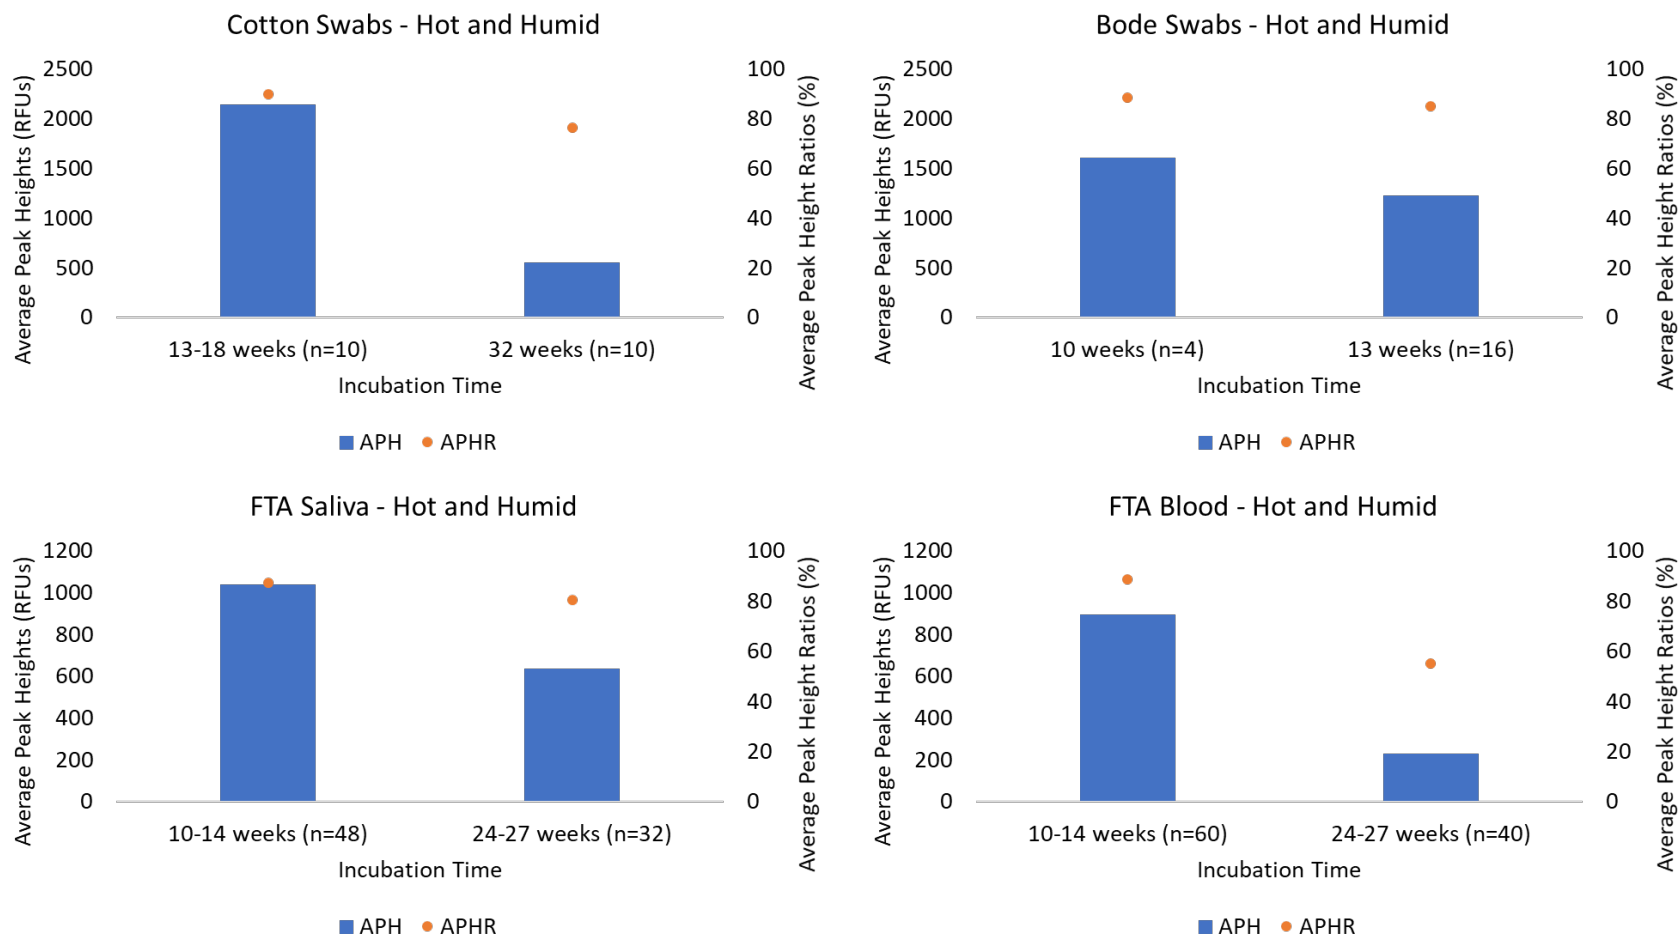 Cotton Swabs - Hot and Humid
Average Peak Heights (RFUs)
2500
2000
1500
1000
500
0
Average Peak Height Ratios (%)
100
80
60
40
20
0
13-18 weeks (n=10)
32 weeks (n=10)
Incubation Time
APH
APHR
Bode Swabs - Hot and Humid
Average Peak Heights (RFUs)
2500
2000
1500
1000
500
0
Average Peak Height Ratios (%)
100
80
60
40
20
0
10 weeks (n=4)
13 weeks (n=16)
Incubation Time
APH
APHR
FTA Saliva - Hot and Humid
Average Peak Heights (RFUs)
1200
1000
800
600
400
200
0
Average Peak Height Ratios (%)
100
80
60
40
20
0
10-14 weeks (n=48)
24-27 weeks (n=32)
Incubation Time
APH
APHR
FTA Blood - Hot and Humid
Average Peak Heights (RFUs)
1200
1000
800
600
400
200
0
Average Peak Height Ratios (%)
100
80
60
40
20
0
10-14 weeks (n=60)
24-27 weeks (n=40)
Incubation Time
APH
APHR